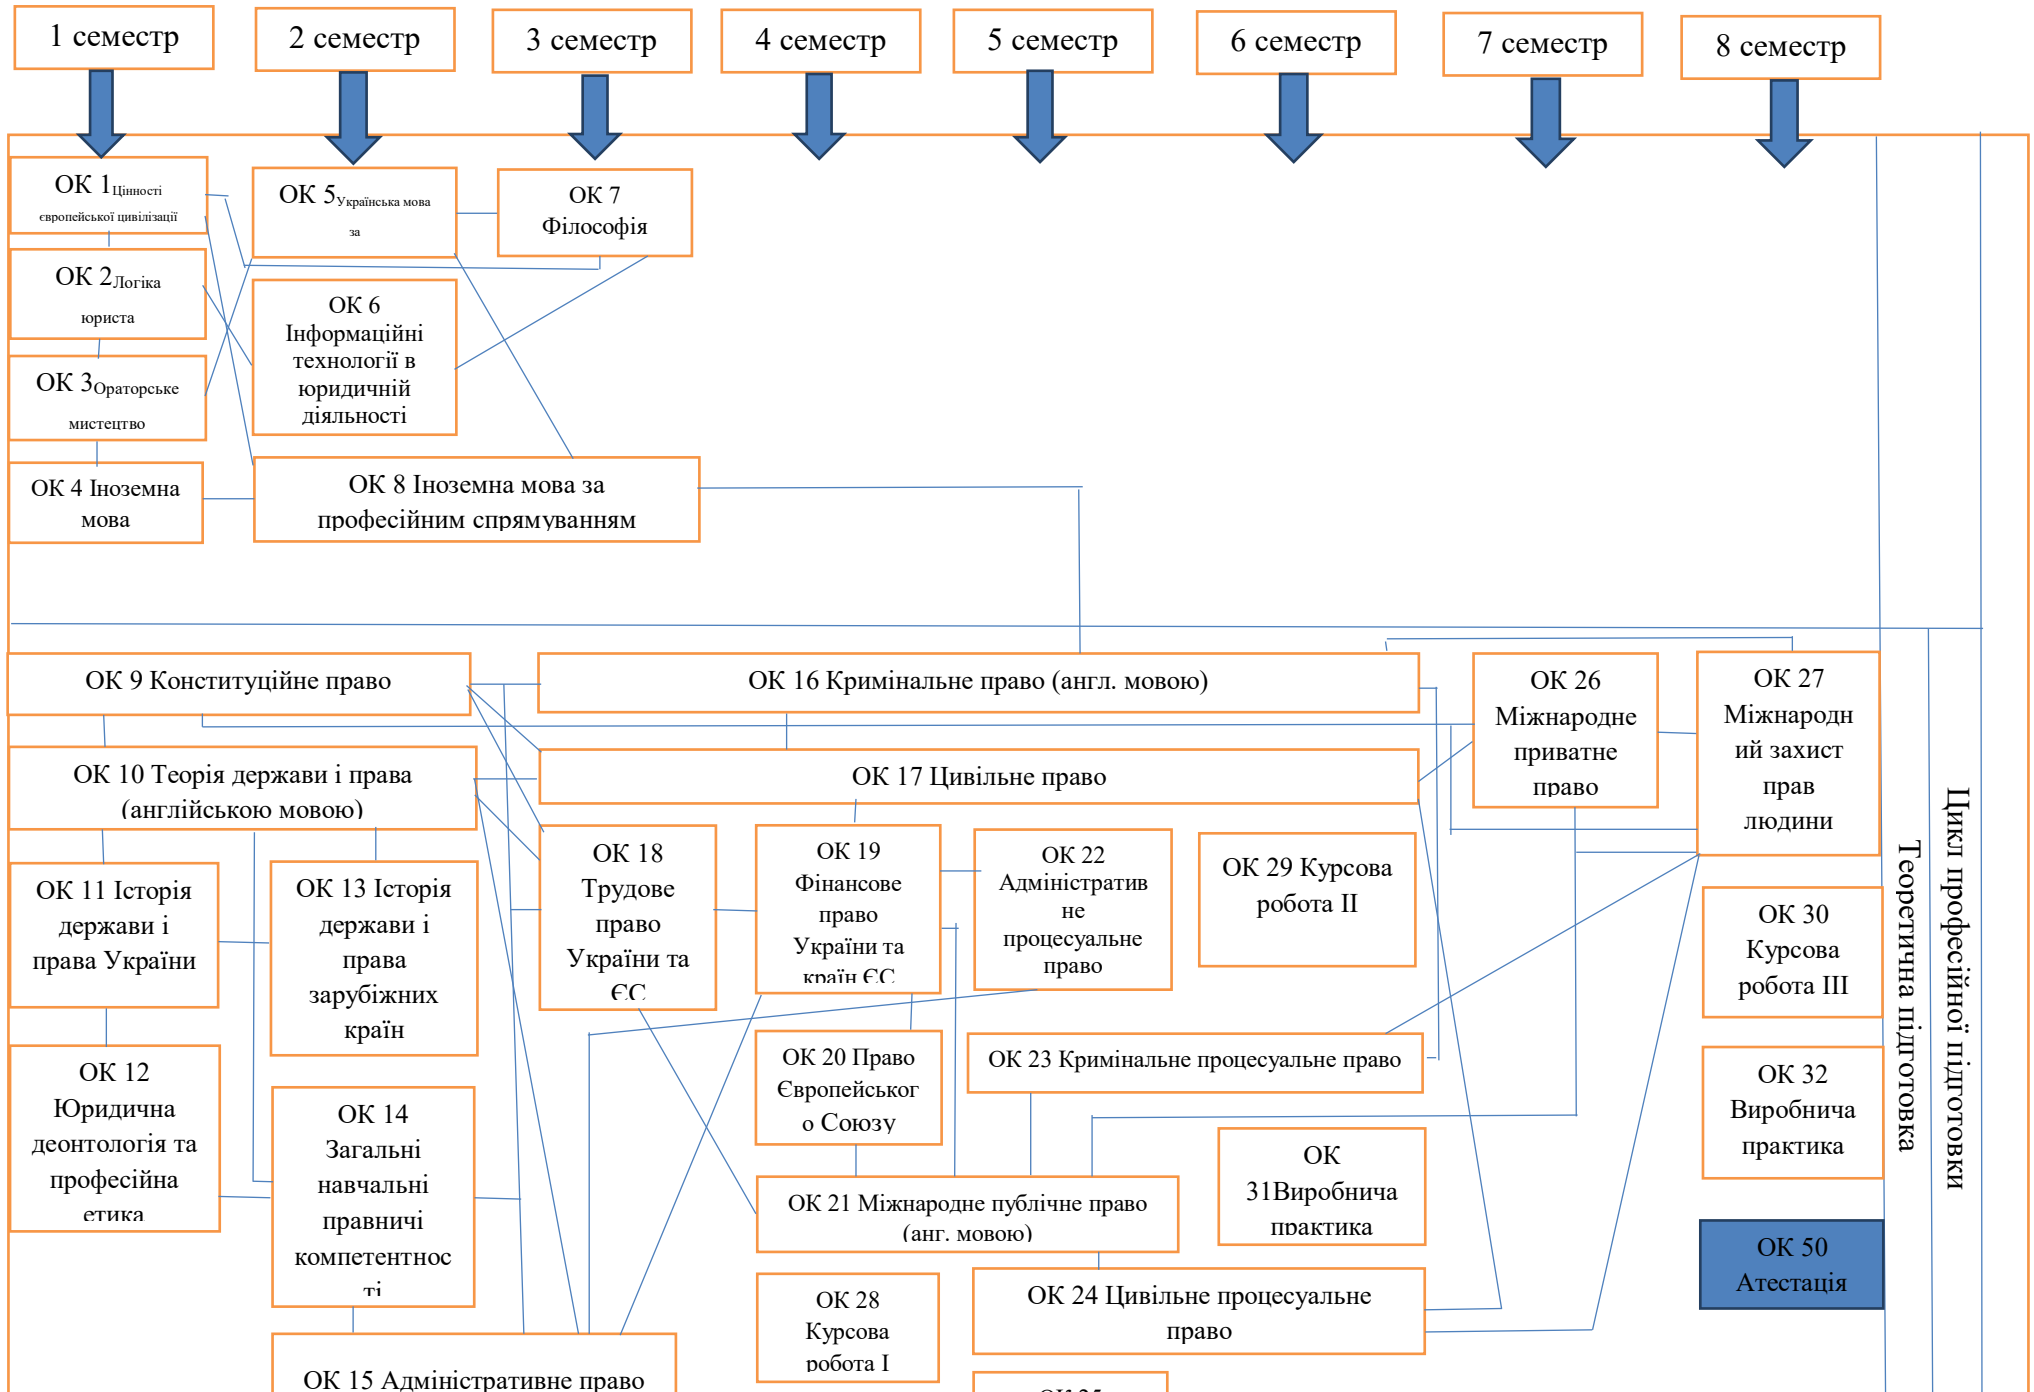 1 семестр
2 семестр
3 семестр
4 семестр
5 семестр
6 семестр
7 семестр
8 семестр
ОК 1Цінності
європейської цивілізації
ОК 5Українська мова
за
ОК 7
Філософія
ОК 2Логіка
юриста
ОК 6
Інформаційні
технології в
юридичній
діяльності
ОК 3Ораторське
мистецтво
ОК 4 Іноземна
мова
ОК 8 Іноземна мова за
професійним спрямуванням
ОК 9 Конституційне право
ОК 16 Кримінальне право (англ. мовою)
ОК 26
Міжнародне
приватне
право
ОК 27
Міжнародн
ий захист
прав
людини
ОК 10 Теорія держави і права
(англійською мовою)
ОК 17 Цивільне право
ОК 11 Історія
держави і
права України
ОК 13 Історія
держави і
права
зарубіжних
країн
ОК 18
Трудове
право
України та
ЄС
ОК 19
Фінансове
право
України та
країн ЄС
ОК 22
Адміністратив
не
процесуальне
право
ОК 29 Курсова
робота ІІ
ОК 30
Курсова
робота ІІІ
ОК 12
Юридична
деонтологія та
професійна
етика
ОК 14
Загальні
навчальні
правничі
компетентнос
ті
ОК 20 Право
Європейськог
о Союзу
ОК 23 Кримінальне процесуальне право
ОК 32
Виробнича
практика
ОК 21 Міжнародне публічне право
(анг. мовою)
ОК
31Виробнича
практика
ОК 50
Атестація
ОК 28
Курсова
робота І
ОК 24 Цивільне процесуальне
право
ОК 15 Адміністративне право
ОК 25
Теоретична підготовка
Цикл професійної підготовки